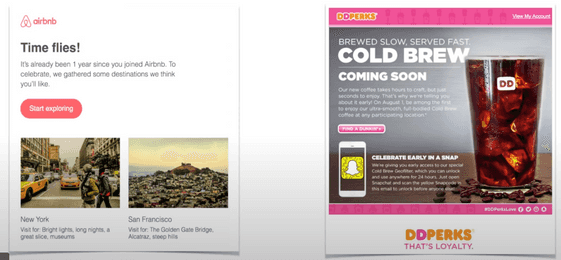 airbnb
Time flies!
It's already been 1 year since you joined Airbnb. To
celebrate, we gathered some destinations we think
you'll like.
Start exploring
New York
Visit for: Bright lights, long nights, a
great slice, museums
San Francisco
Visit for: The Golden Gate Bridge,
Alcatraz, steep hills
DDPERKS
View My Account
BREWED SLOW, SERVED FAST
COLD BREW
COMING SOON
Our new coffee takes hours to craft, but just
seconds to enjoy. That's why we're telling you
about it early! On August 1, be among the first
to enjoy our ultra-smooth, full-bodied Cold Brew
coffee at any participating location.*
FIND A DUNKIN'
DD
CELEBRATE EARLY IN A SNAP
We're giving you early access to our special
Cold Brew Geofilter, which you can unlock
and use anywhere for 24 hours. Just open
Snapchat and scan the yellow Snapcode in
this email to unlock before anyone else!
#DDPerksLove
DDPERKS
THAT'S LOYALTY.